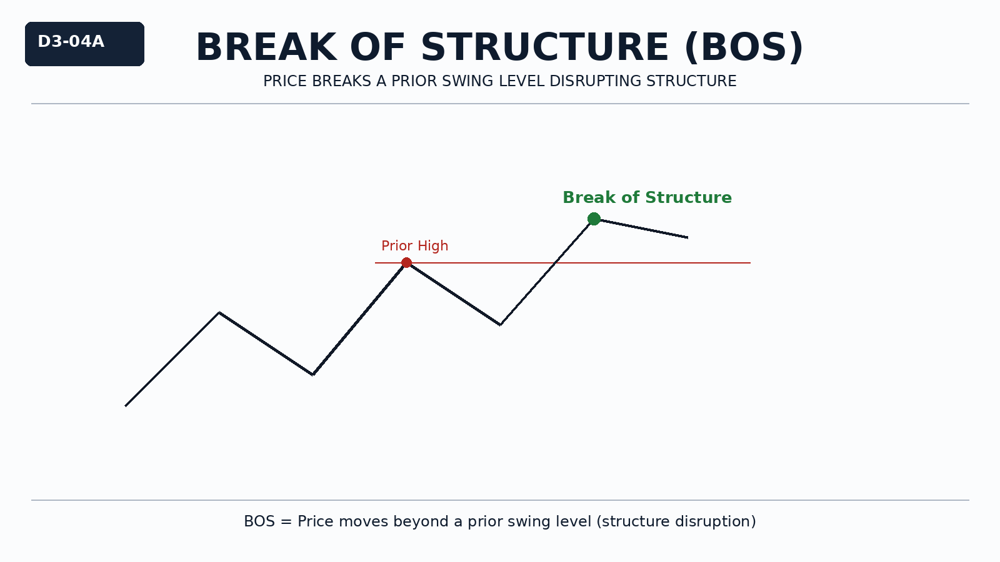 D3-04A
BREAK OF STRUCTURE (BOS)
PRICE BREAKS A PRIOR SWING LEVEL DISRUPTING STRUCTURE
Break of Structure
Prior High
BOS = Price moves beyond a prior swing level (structure disruption)